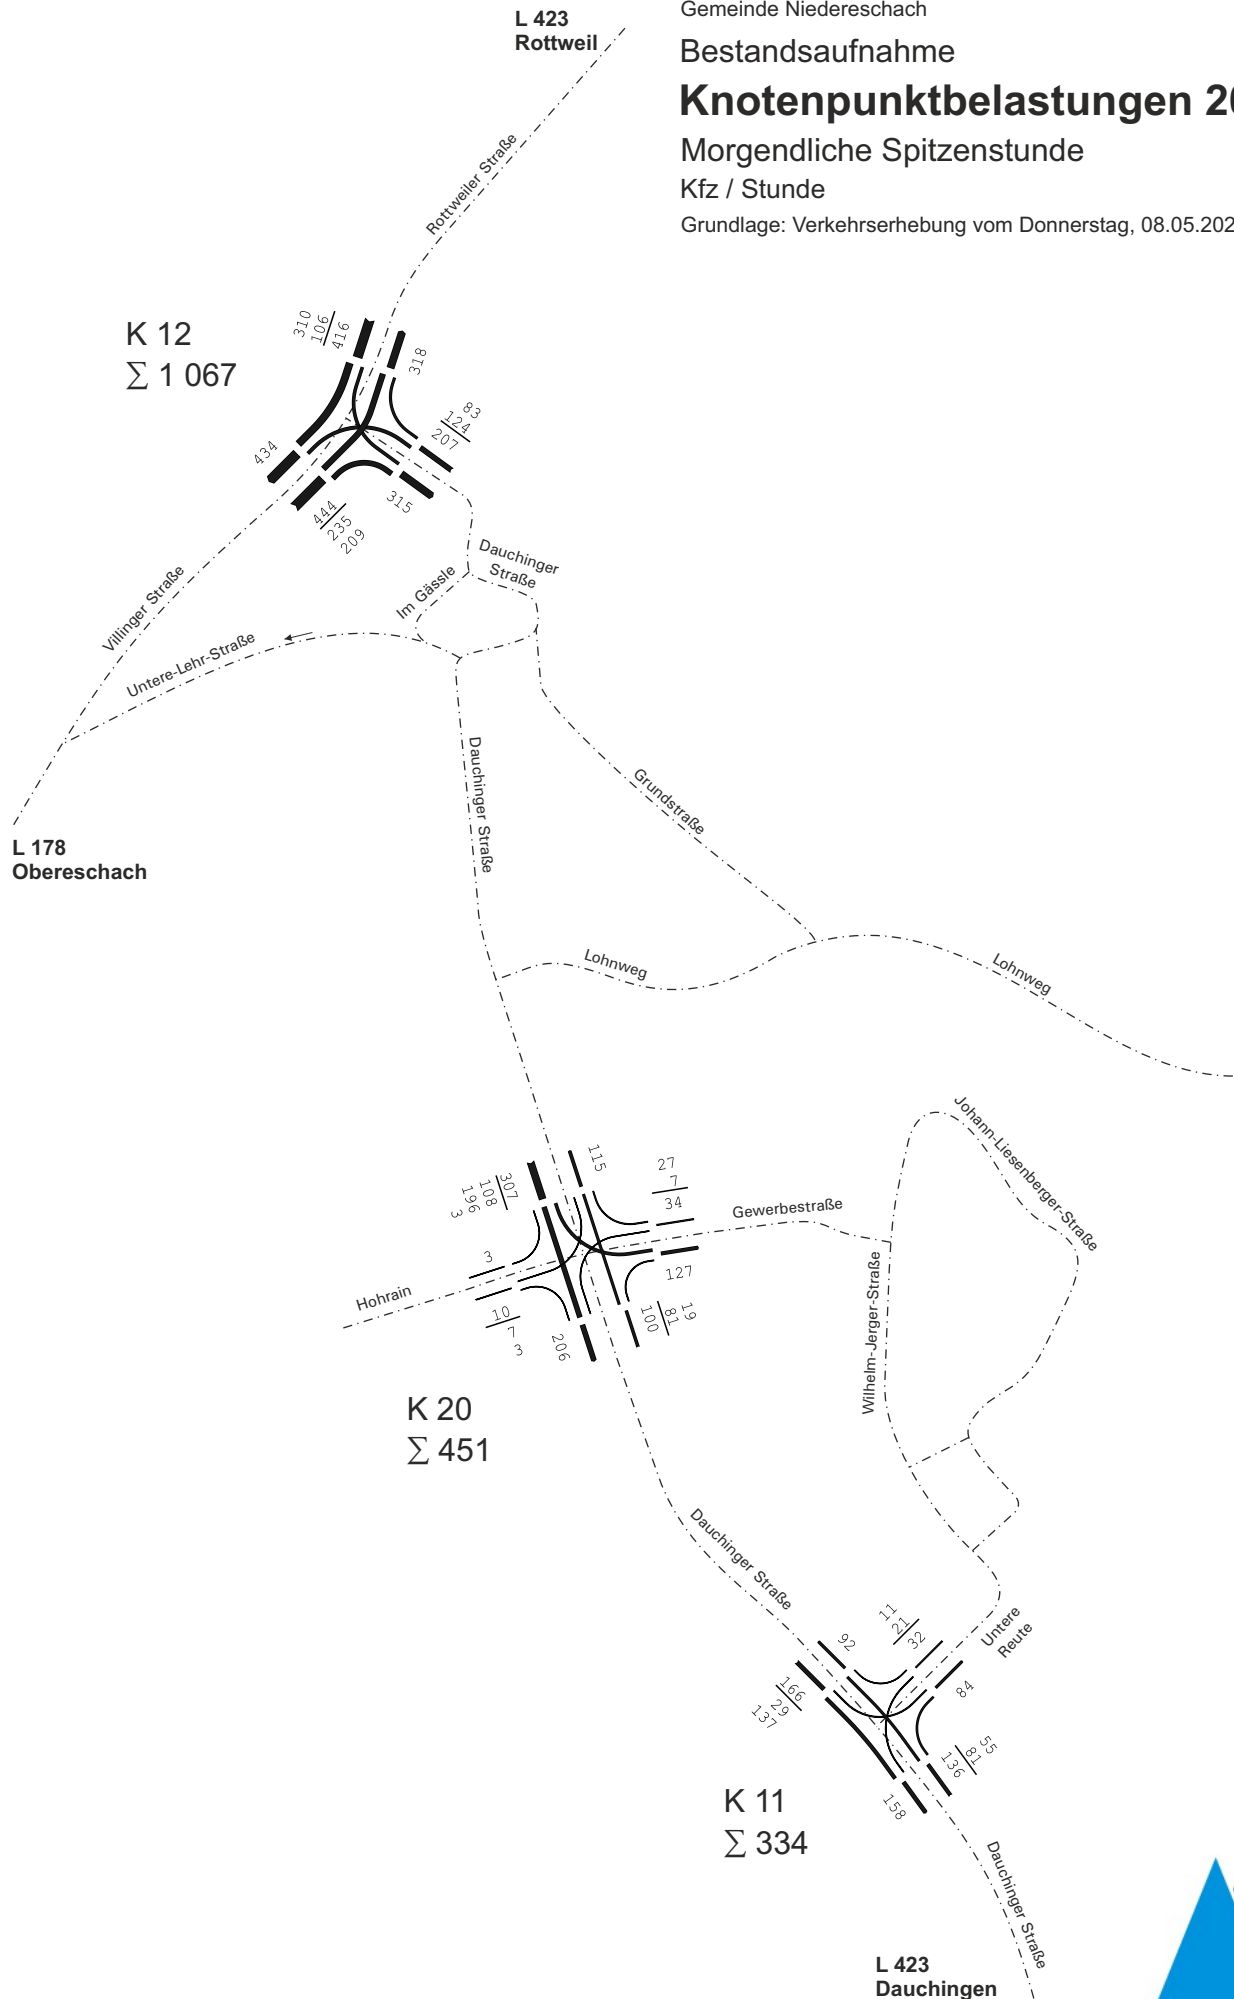 L 423
Rottweil
Gemeinde Niedereschach
Bestandsaufnahme
Knotenpunktbelastungen 20
Morgendliche Spitzenstunde
Kfz / Stunde
Grundlage: Verkehrserhebung vom Donnerstag, 08.05.202
Rottweiler Straße
K 12
∑ 1 067
310
106
416
318
83
124
207
434
444
235
209
315
Dauchinger
Straße
Im Gässle
Villinger Straße
Untere-Lehr-Straße
Dauchinger Straße
Grundstraße
L 178
Obereschach
Lohnweg
Lohnweg
Johann-Liesenberger-Straße
307
108
196
3
115
27
7
34
Gewerbestraße
3
127
Hohrain
10
7
3
206
100
81
19
Wilhelm-Jerger-Straße
K 20
∑ 451
Dauchinger Straße
11
21
32
92
Untere
Reute
166
29
137
84
55
81
136
158
K 11
∑ 334
Dauchinger Straße
L 423
Dauchingen